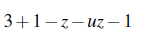 3 + 1 − z − uz − 1